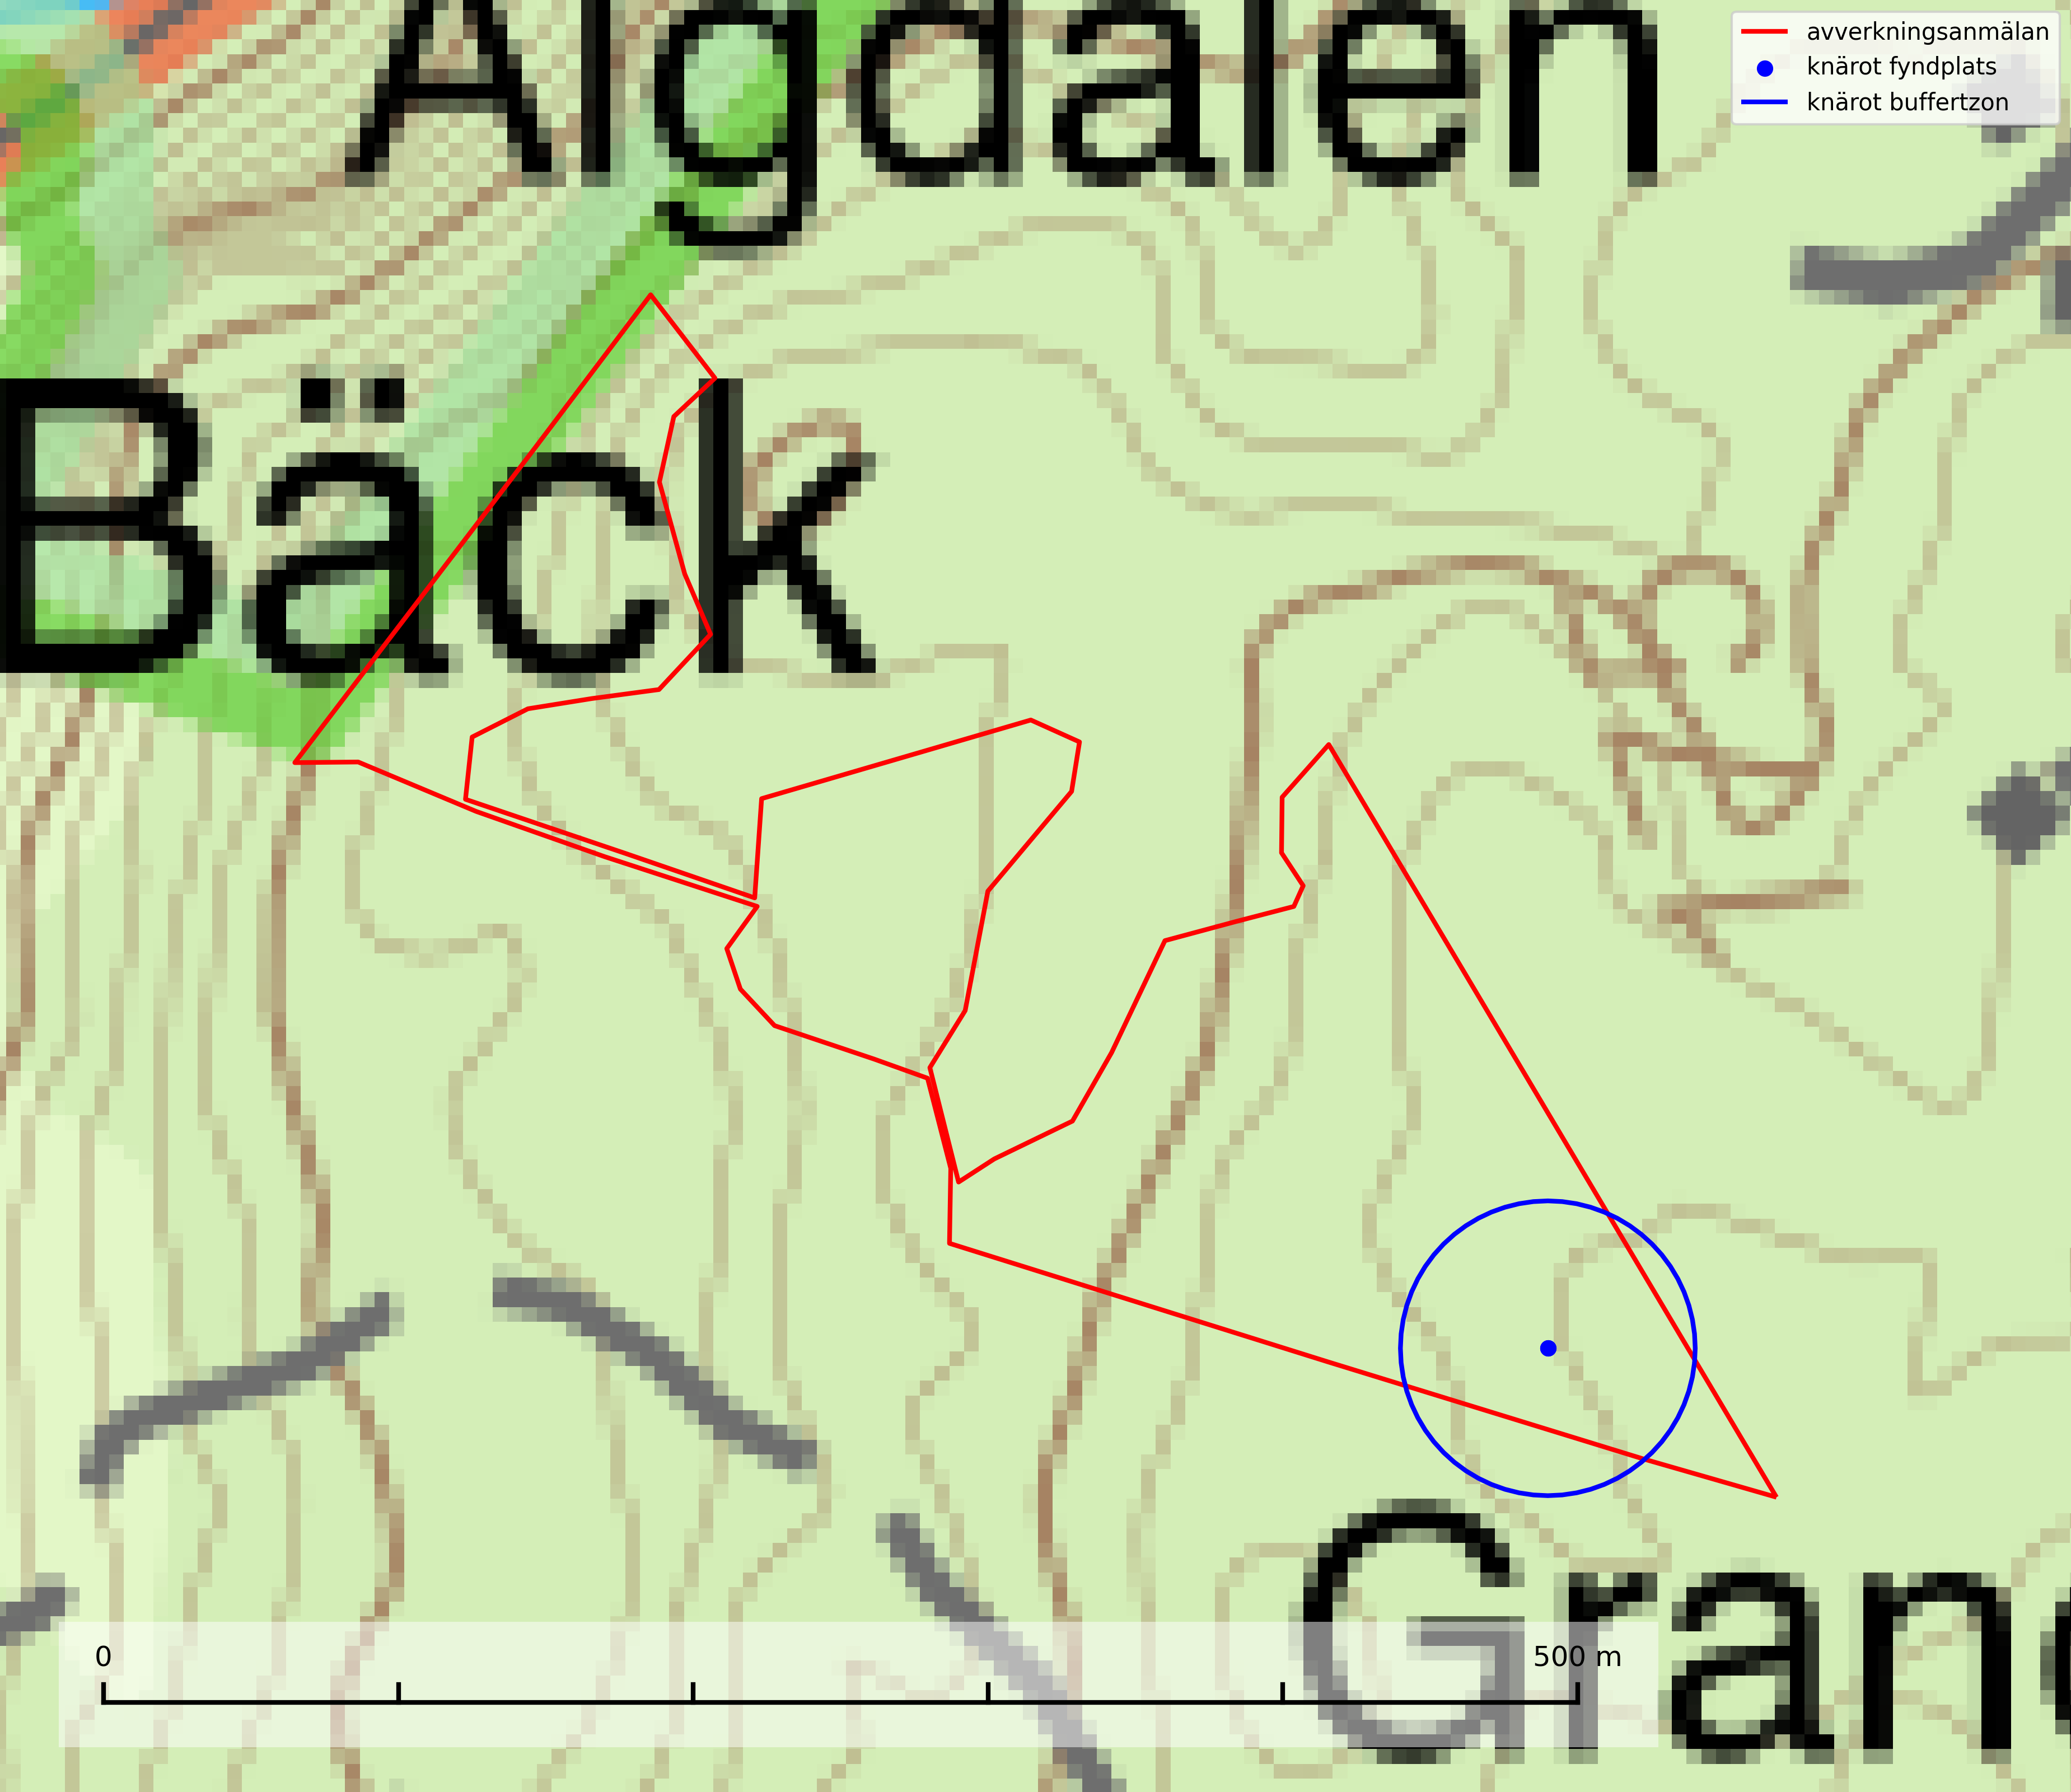 Älgdalen
avverkningsanmälan
knärot fyndplats
knärot buffertzon
Bäck
Gran
0 500 m